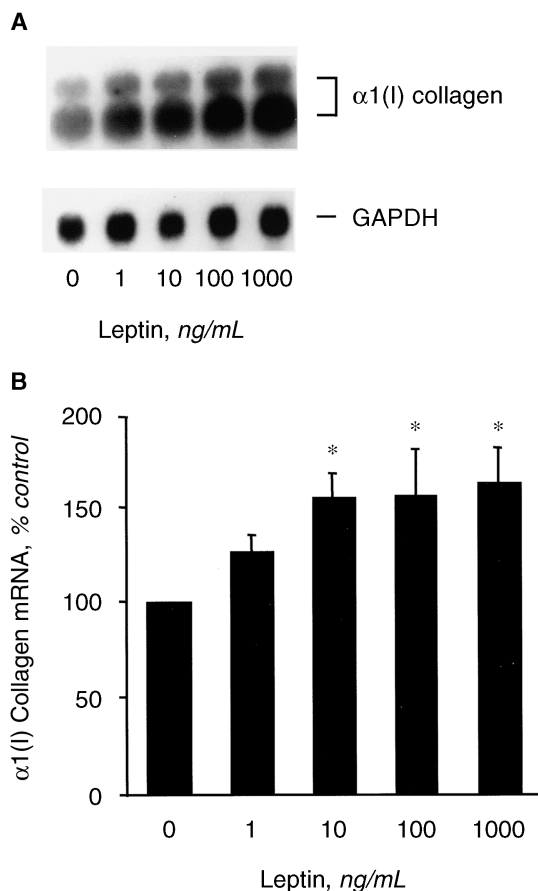 A
α1(I) collagen
GAPDH
0 1 10 100 1000
Leptin, ng/mL
B
200
150
100
50
0
α1(I) Collagen mRNA, % control
* * *
0 1 10 100 1000
Leptin, ng/mL